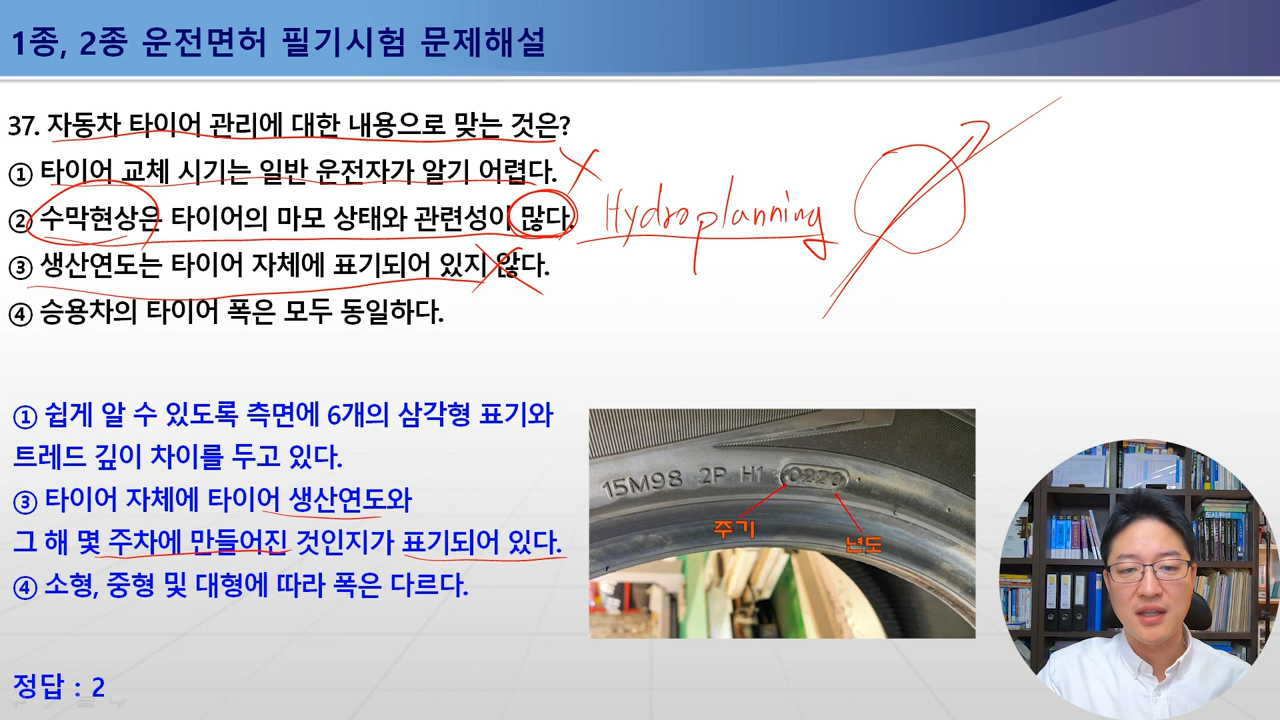 1종, 2종 운전면허 필기시험 문제해설
37. 자동차 타이어 관리에 대한 내용으로 맞는 것은?
① 타이어 교체 시기는 일반 운전자가 알기 어렵다.
② 수막현상은 타이어의 마모 상태와 관련성이 많다.
Hydroplanning
③ 생산연도는 타이어 자체에 표기되어 있지 않다.
④ 승용차의 타이어 폭은 모두 동일하다.
① 쉽게 알 수 있도록 측면에 6개의 삼각형 표기와
트레드 깊이 차이를 두고 있다.
③ 타이어 자체에 타이어 생산연도와
그 해 몇 주차에 만들어진 것인지가 표기되어 있다.
④ 소형, 중형 및 대형에 따라 폭은 다르다.
15M98 2P H1 0220
주기
년도
정답 : 2